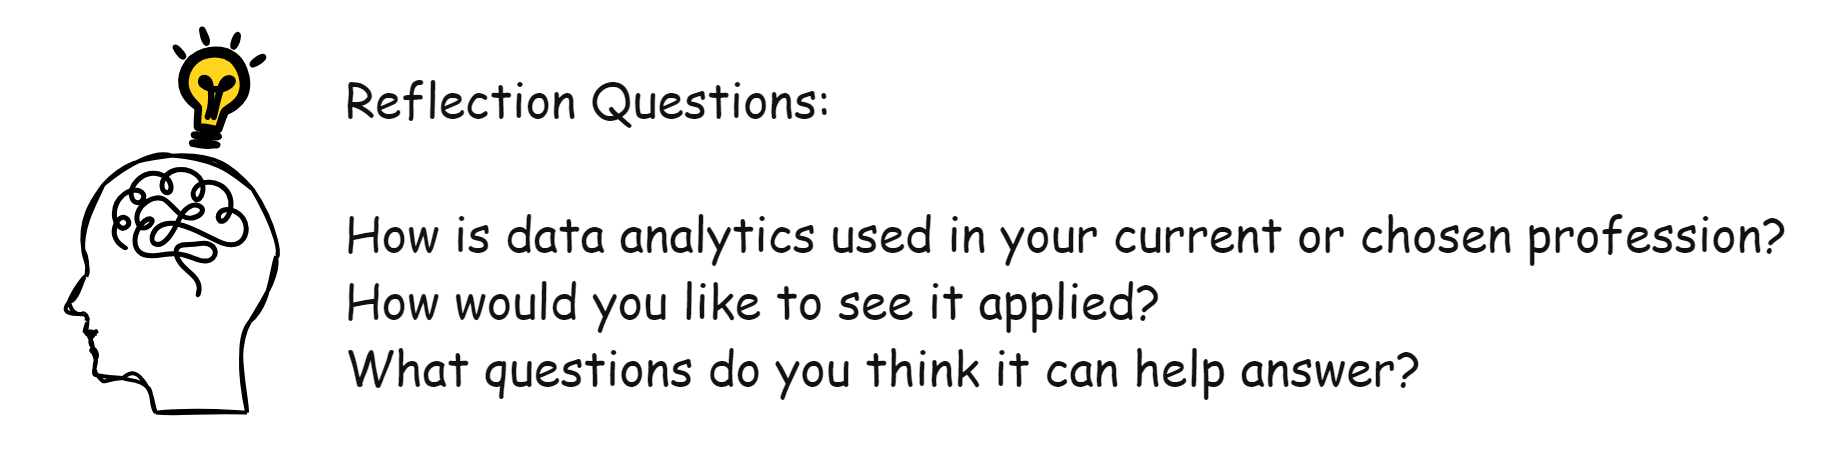 Reflection Questions:
How is data analytics used in your current or chosen profession?
How would you like to see it applied?
What questions do you think it can help answer?